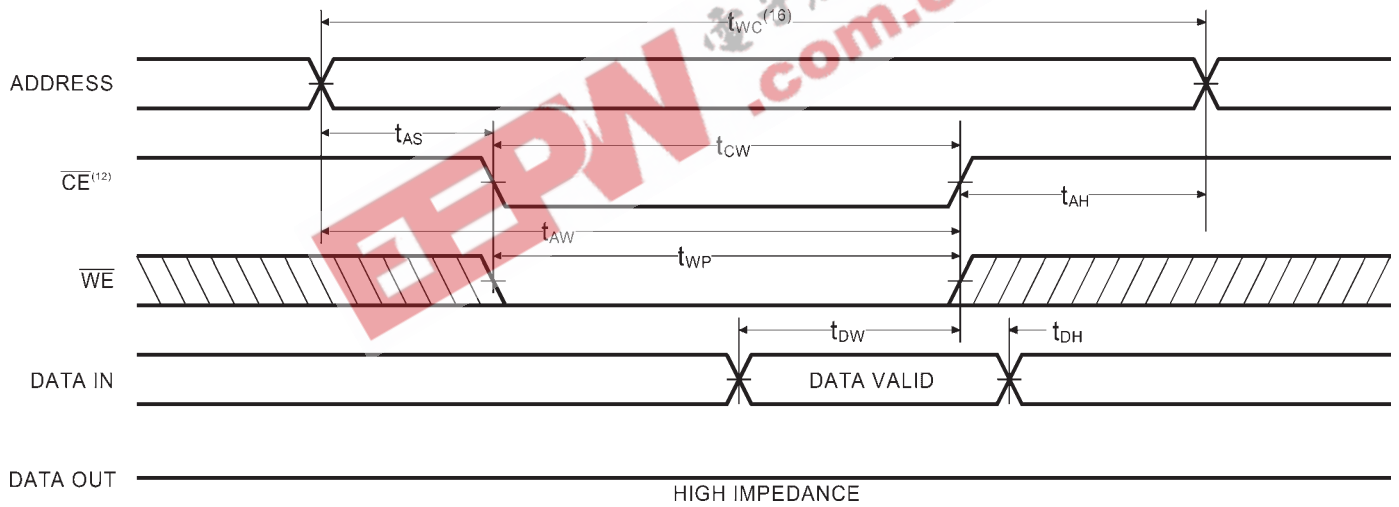 tWC(16)
ADDRESS
tAS
tCW
CE(12)
tAH
tAW
tWP
WE
tDW
tDH
DATA IN
DATA VALID
DATA OUT
HIGH IMPEDANCE
EEPW
.com.c